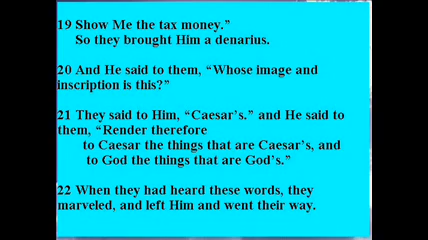 19 Show Me the tax money.”
So they brought Him a denarius.
20 And He said to them, “Whose image and
inscription is this?”
21 They said to Him, “Caesar’s.” and He said to
them, “Render therefore
to Caesar the things that are Caesar’s, and
to God the things that are God’s.”
22 When they had heard these words, they
marveled, and left Him and went their way.